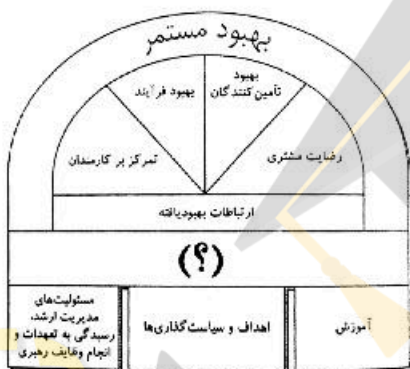 بهبود مستمر
بهبود
تأمین‌کنندگان
بهبود فرآیند
رضایت مشتری
تمرکز بر کارمندان
ارتباطات بهبودیافته
(؟)
آموزش
اهداف و سیاست‌گذاری‌ها
مسئولیت‌های
مدیریت ارشد،
رسیدگی به تعهدات و
انجام وظایف رهبری